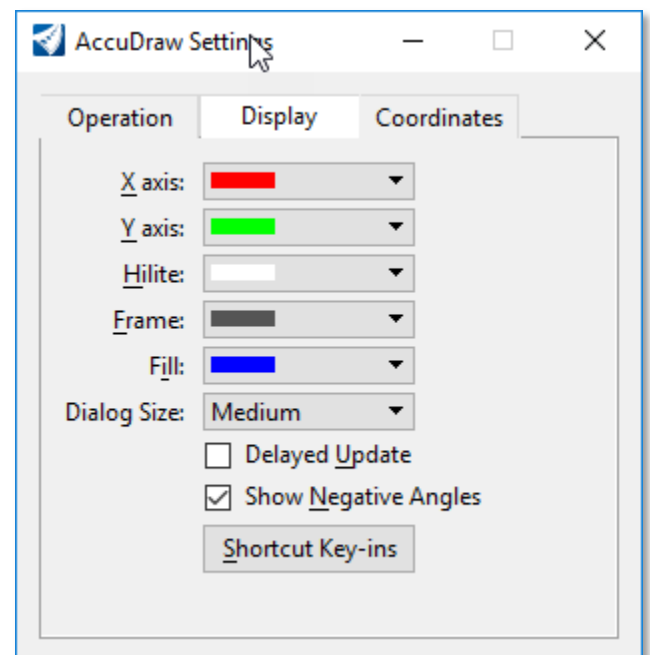 AccuDraw Settings
Operation Display Coordinates
X axis:
Y axis:
Hilite:
Frame:
Fill:
Dialog Size: Medium
Delayed Update
Show Negative Angles
Shortcut Key-ins